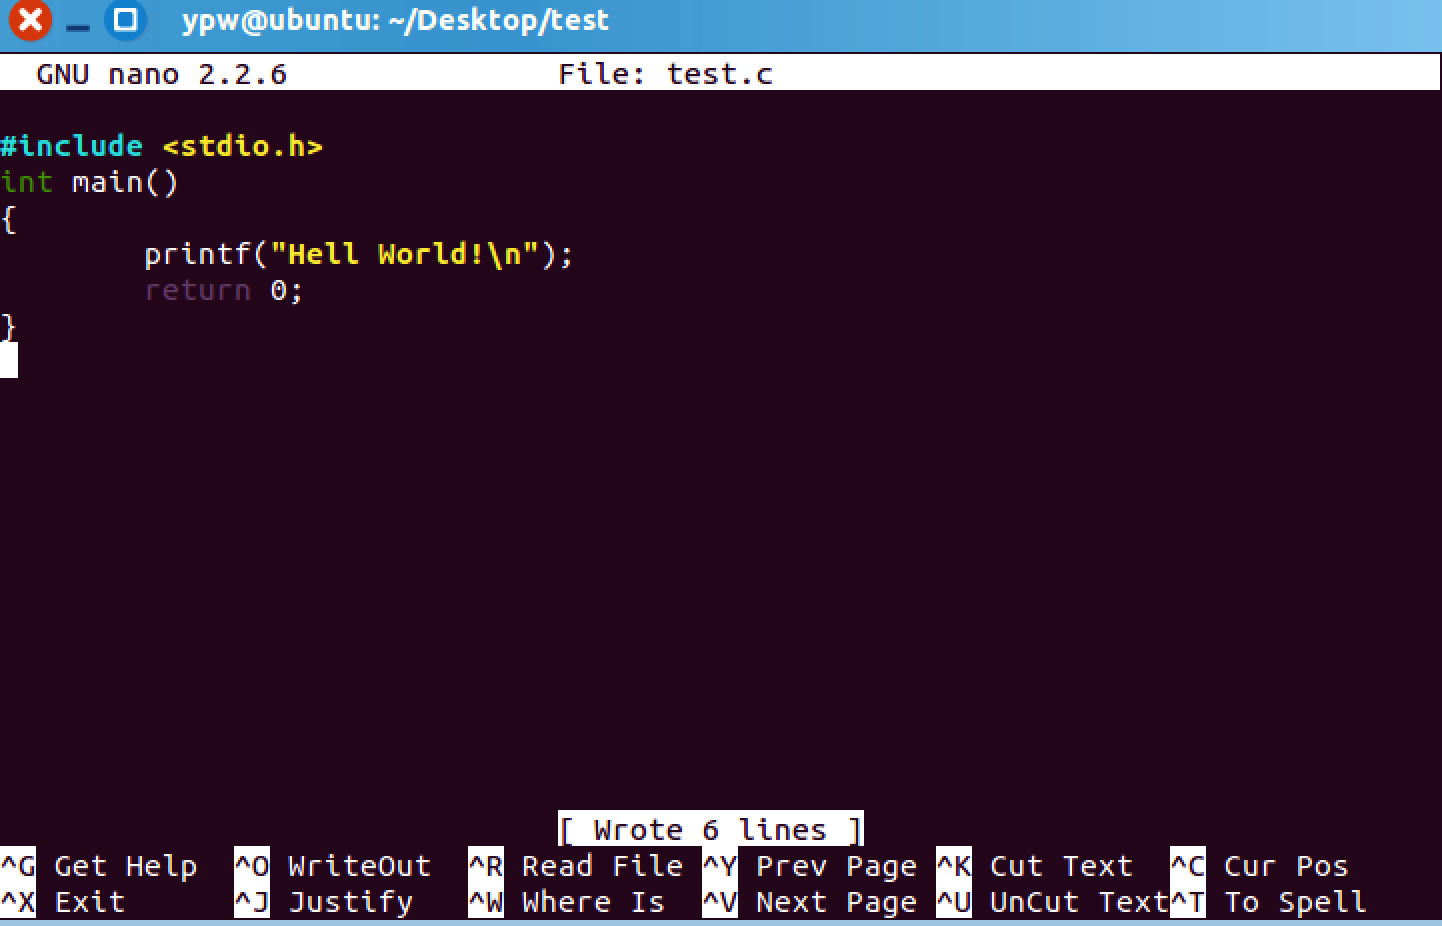 ypw@ubuntu: ~/Desktop/test
GNU nano 2.2.6 File: test.c
#include <stdio.h>
int main()
{
        printf("Hell World!\n");
        return 0;
}
[ Wrote 6 lines ]
^G Get Help ^O WriteOut ^R Read File ^Y Prev Page ^K Cut Text ^C Cur Pos
^X Exit ^J Justify ^W Where Is ^V Next Page ^U UnCut Text^T To Spell